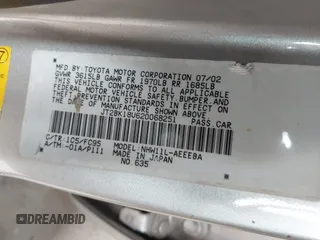 MFD BY: TOYOTA MOTOR CORPORATION 07/02
GVWR 3615LB GAWR FR 1970LB RR 1685LB
THIS VEHICLE CONFORMS TO ALL APPLICABLE
FEDERAL MOTOR VEHICLE SAFETY, BUMPER, AND
THEFT PREVENTION STANDARDS IN EFFECT ON
THE DATE OF MANUFACTURE SHOWN ABOVE.
JT2BK18U620068251 PASS.CAR
C/TR:1C5/FC95 MODEL:NHW11L-AEEEBA
A/TM: -01A/P111 MADE IN JAPAN
NO.635
7
DREAMBID